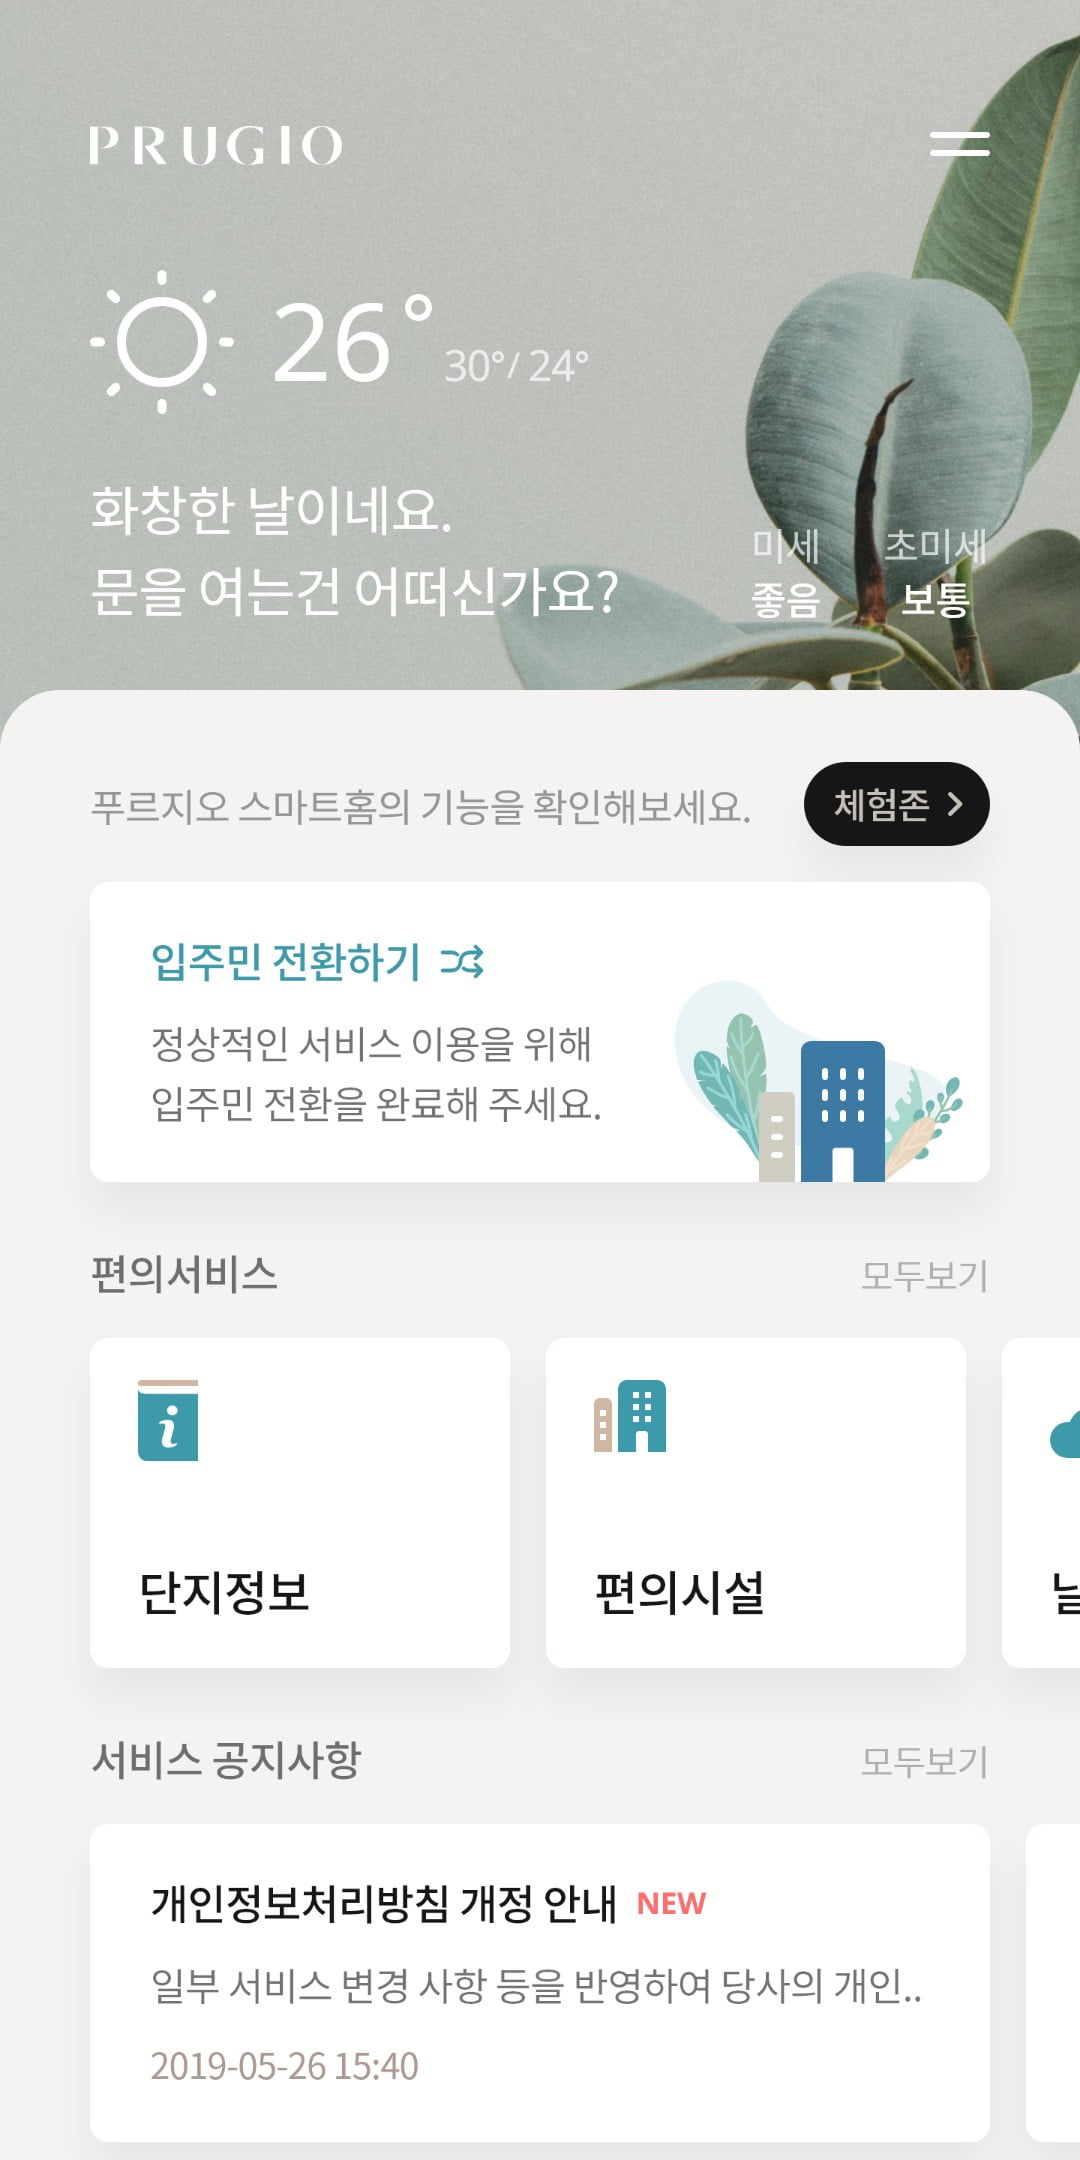 PRUGIO
26° 30°/ 24°
화창한 날이네요.
문을 여는건 어떠신가요?
미세 초미세
좋음 보통
푸르지오 스마트홈의 기능을 확인해보세요. 체험존
입주민 전환하기
정상적인 서비스 이용을 위해
입주민 전환을 완료해 주세요.
편의서비스 모두보기
단지정보 편의시설
서비스 공지사항 모두보기
개인정보처리방침 개정 안내 NEW
일부 서비스 변경 사항 등을 반영하여 당사의 개인..
2019-05-26 15:40